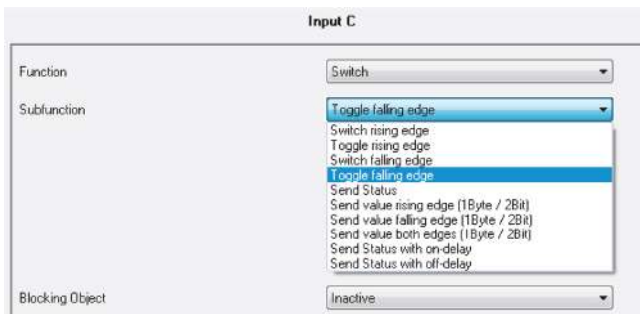 Input C
Function Switch
Subfunction Toggle falling edge
Switch rising edge
Toggle rising edge
Switch falling edge
Toggle falling edge
Send Status
Send value rising edge (1Byte / 2Bit)
Send value falling edge (1Byte / 2Bit)
Send value both edges (1Byte / 2Bit)
Send Status with on-delay
Send Status with off-delay
Blocking Object Inactive